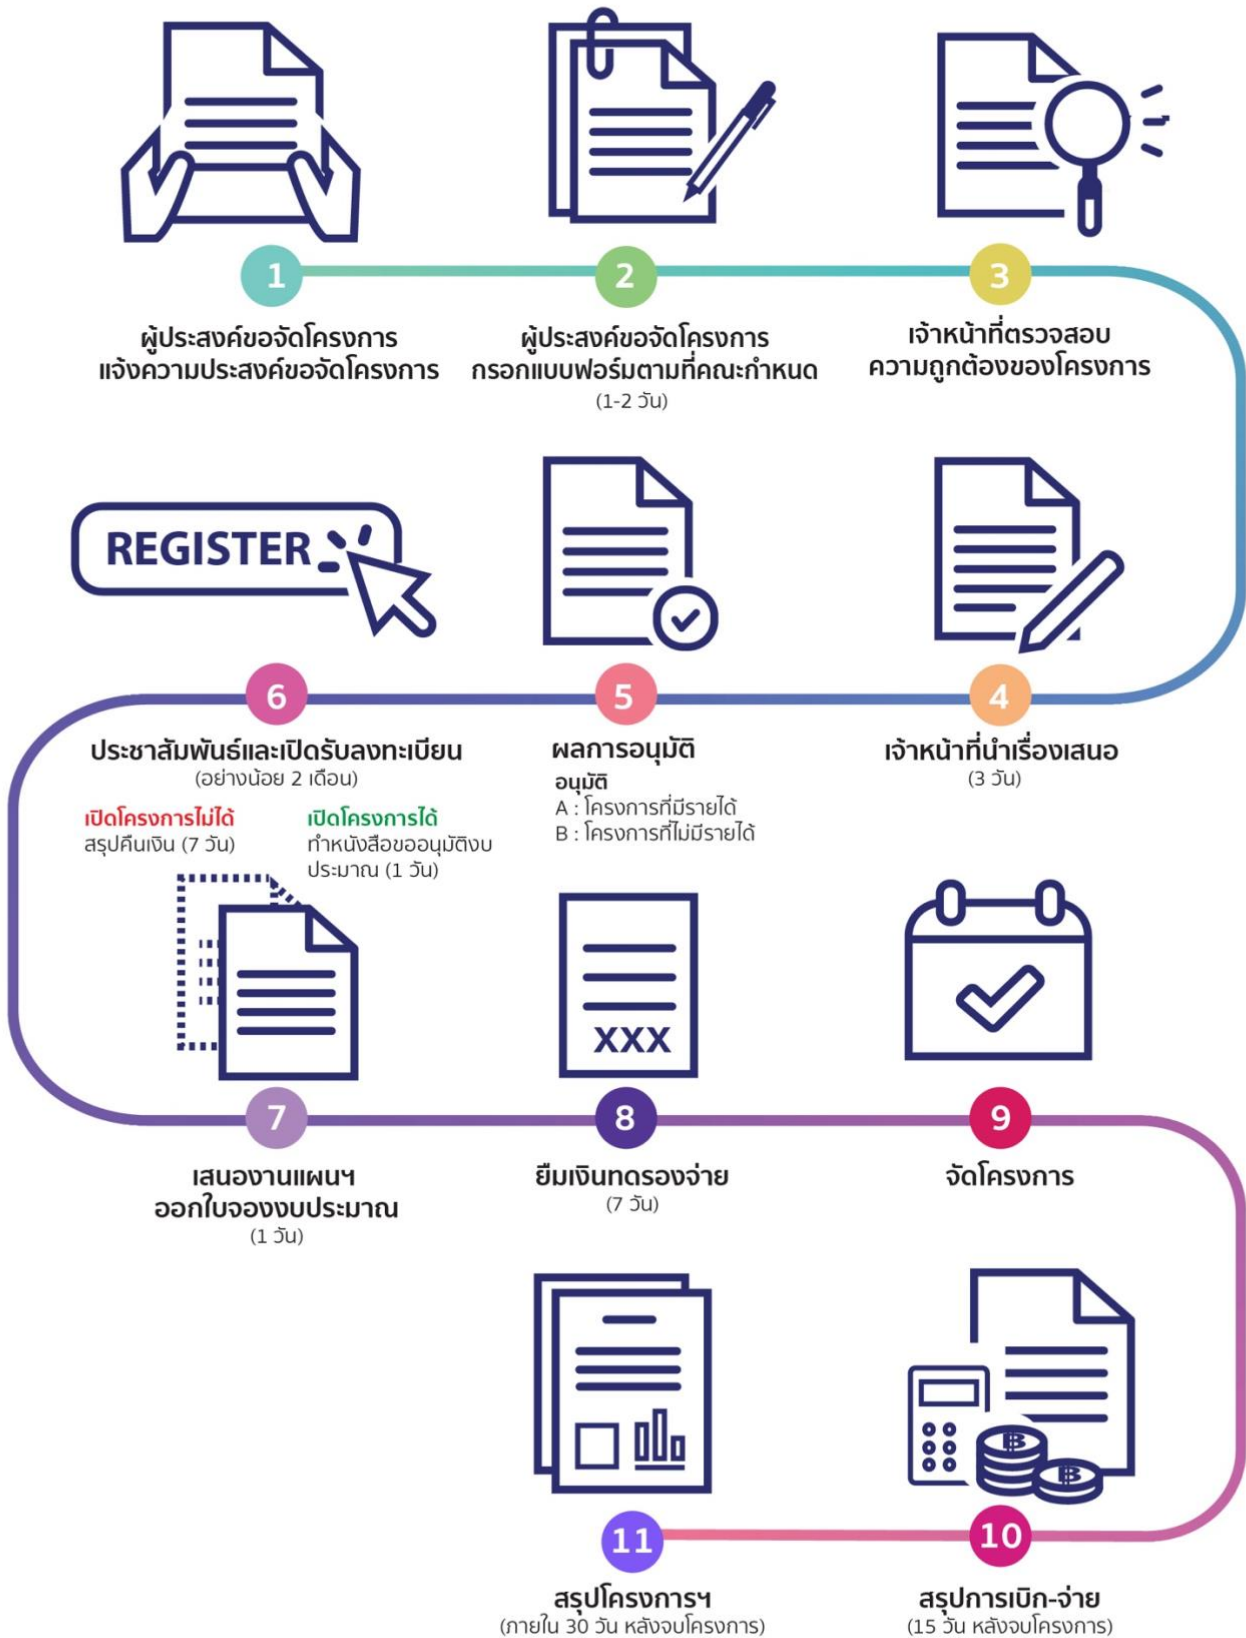 1
ผู้ประสงค์ขอจัดโครงการ
แจ้งความประสงค์ขอจัดโครงการ
2
ผู้ประสงค์ขอจัดโครงการ
กรอกแบบฟอร์มตามที่คณะกำหนด
(1-2 วัน)
3
เจ้าหน้าที่ตรวจสอบ
ความถูกต้องของโครงการ
4
เจ้าหน้าที่นำเรื่องเสนอ
(3 วัน)
5
ผลการอนุมัติ
อนุมัติ
A : โครงการที่มีรายได้
B : โครงการที่ไม่มีรายได้
REGISTER
6
ประชาสัมพันธ์และเปิดรับลงทะเบียน
(อย่างน้อย 2 เดือน)
เปิดโครงการไม่ได้
สรุปคืนเงิน (7 วัน)
เปิดโครงการได้
ทำหนังสือขออนุมัติงบ
ประมาณ (1 วัน)
7
เสนองานแผนฯ
ออกใบจองงบประมาณ
(1 วัน)
XXX
8
ยืมเงินทดรองจ่าย
(7 วัน)
9
จัดโครงการ
฿
฿
10
สรุปการเบิก-จ่าย
(15 วัน หลังจบโครงการ)
11
สรุปโครงการฯ
(ภายใน 30 วัน หลังจบโครงการ)